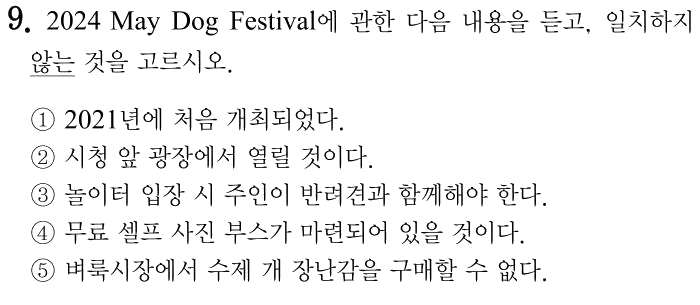 9. 2024 May Dog Festival에 관한 다음 내용을 듣고, 일치하지
않는 것을 고르시오.
① 2021년에 처음 개최되었다.
② 시청 앞 광장에서 열릴 것이다.
③ 놀이터 입장 시 주인이 반려견과 함께해야 한다.
④ 무료 셀프 사진 부스가 마련되어 있을 것이다.
⑤ 벼룩시장에서 수제 개 장난감을 구매할 수 없다.